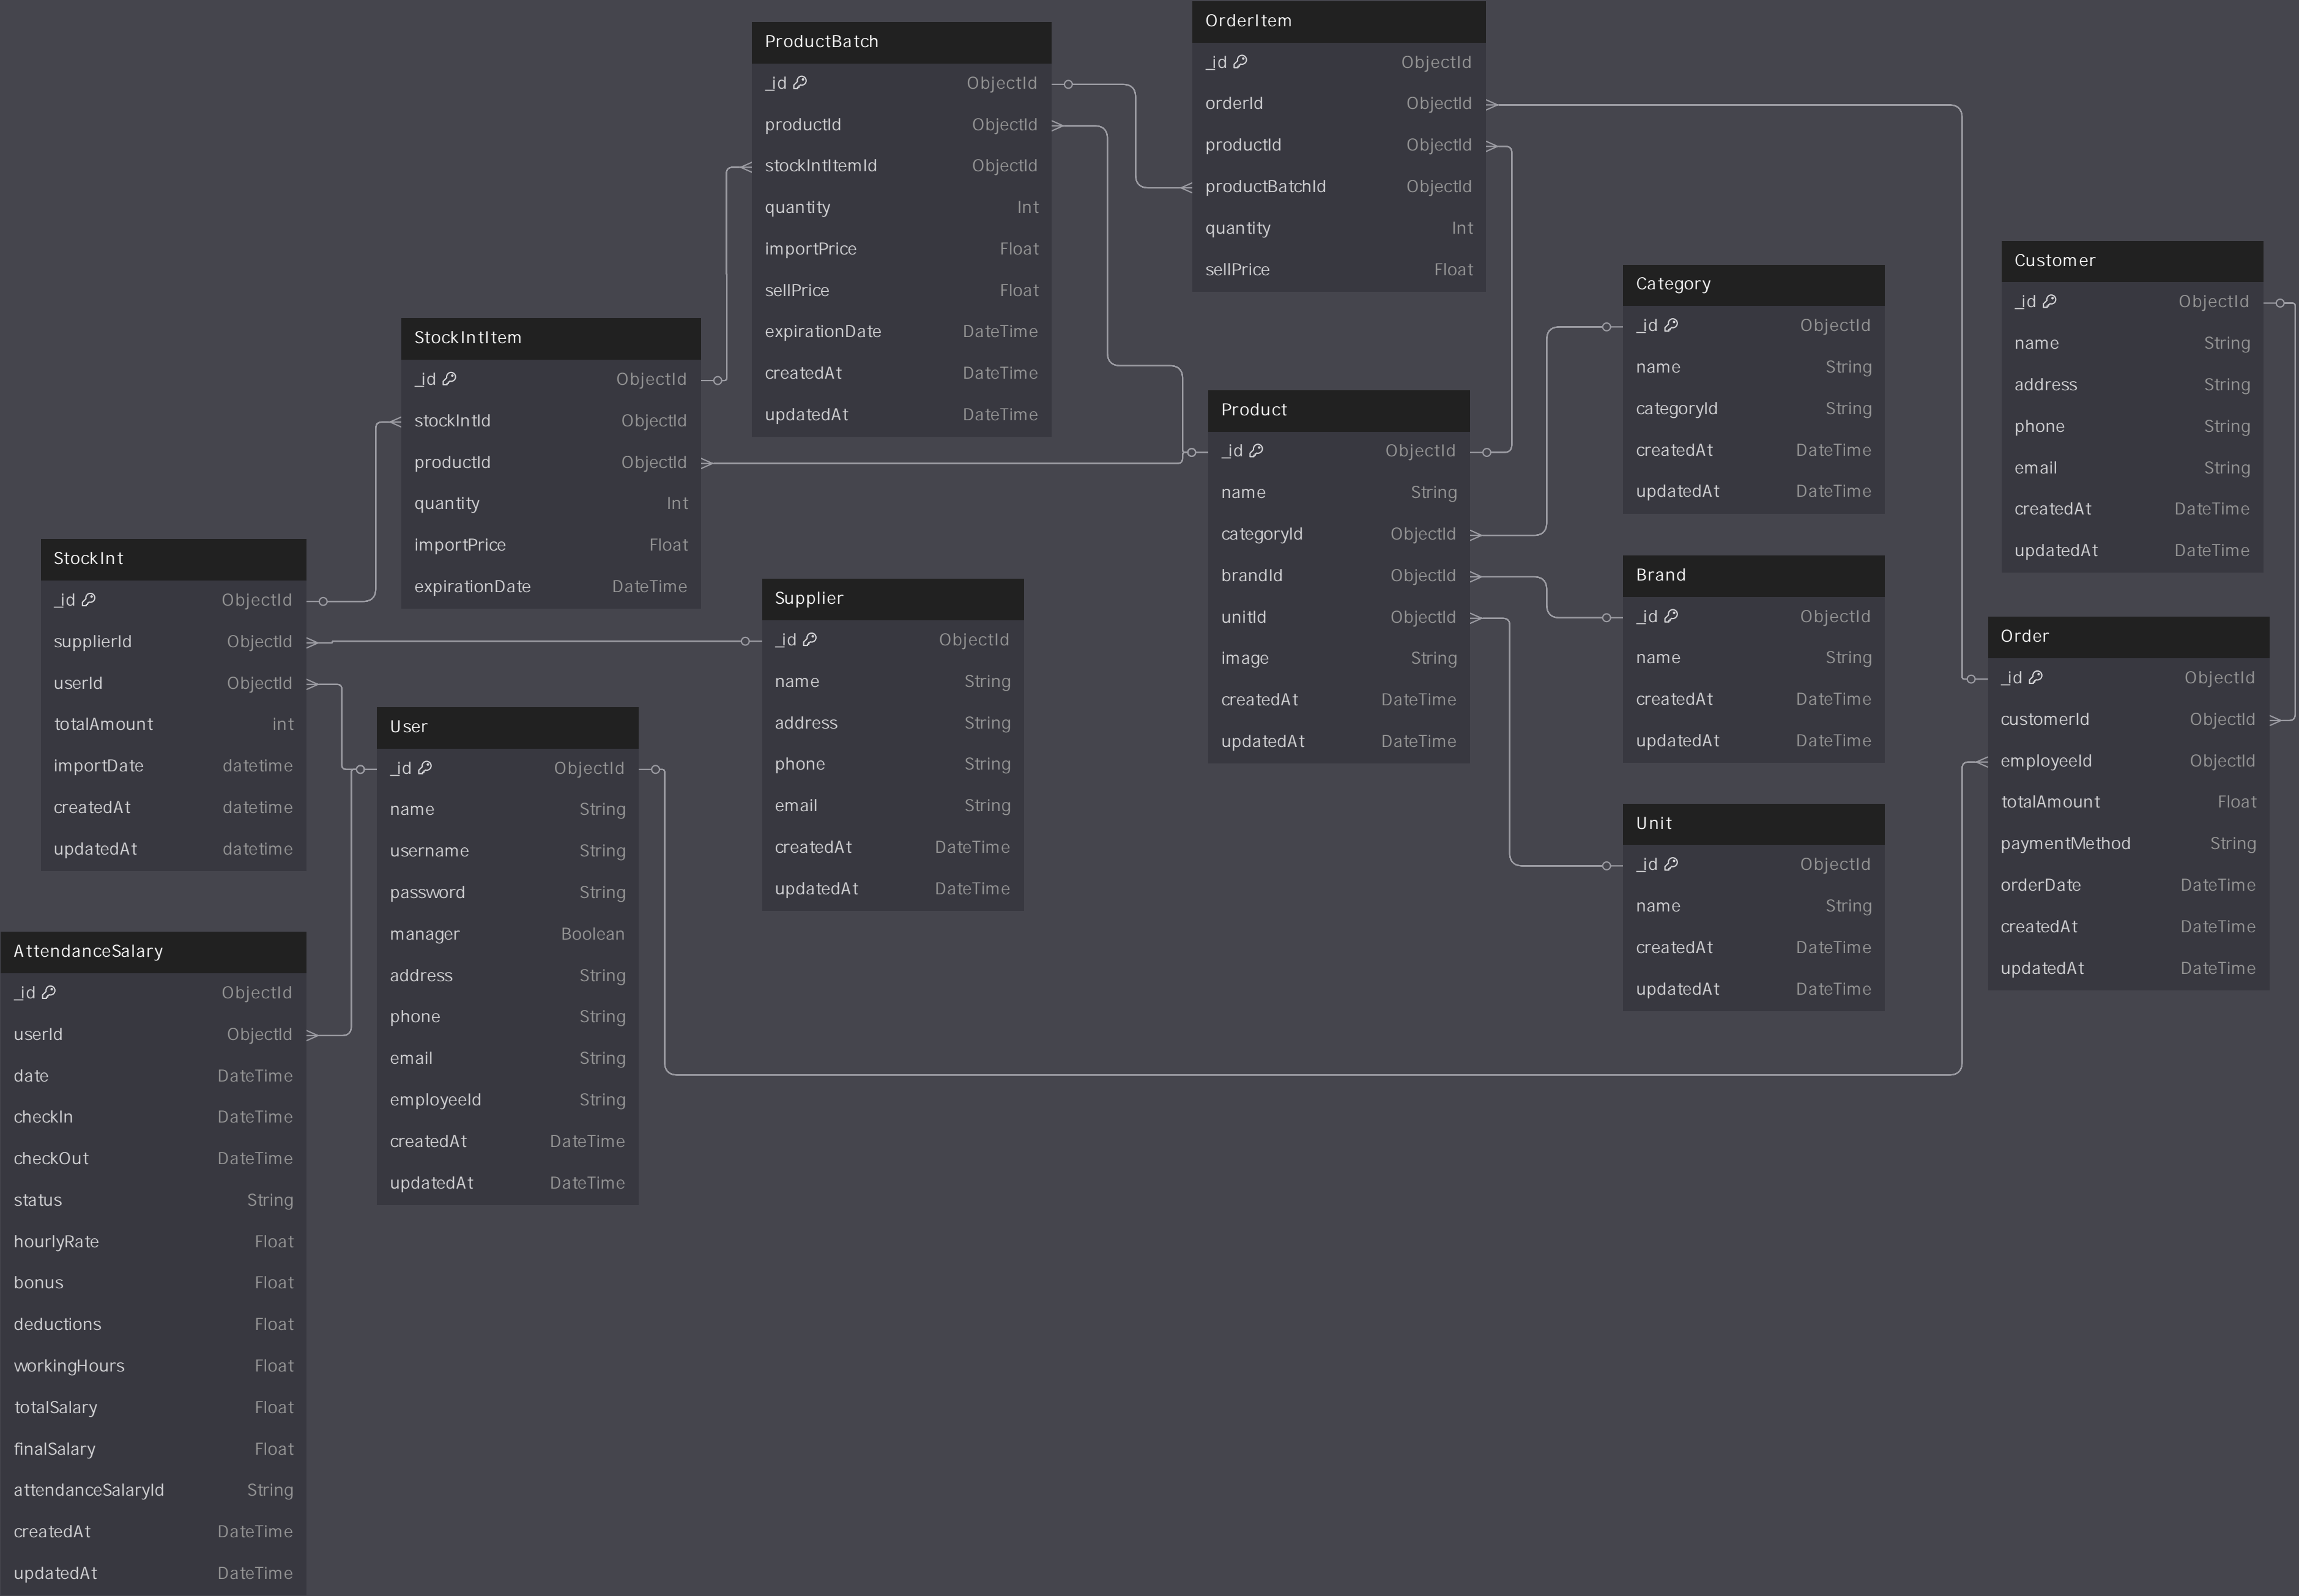 ProductBatch
_id ObjectId
productId ObjectId
stockIntItemId ObjectId
quantity Int
importPrice Float
sellPrice Float
expirationDate DateTime
createdAt DateTime
updatedAt DateTime
OrderItem
_id ObjectId
orderId ObjectId
productId ObjectId
productBatchId ObjectId
quantity Int
sellPrice Float
Category
_id ObjectId
name String
categoryId String
createdAt DateTime
updatedAt DateTime
Customer
_id ObjectId
name String
address String
phone String
email String
createdAt DateTime
updatedAt DateTime
StockIntItem
_id ObjectId
stockIntId ObjectId
productId ObjectId
quantity Int
importPrice Float
expirationDate DateTime
Product
_id ObjectId
name String
categoryId ObjectId
brandId ObjectId
unitId ObjectId
image String
createdAt DateTime
updatedAt DateTime
StockInt
_id ObjectId
supplierId ObjectId
userId ObjectId
totalAmount int
importDate datetime
createdAt datetime
updatedAt datetime
Supplier
_id ObjectId
name String
address String
phone String
email String
createdAt DateTime
updatedAt DateTime
Brand
_id ObjectId
name String
createdAt DateTime
updatedAt DateTime
Order
_id ObjectId
customerId ObjectId
employeeId ObjectId
totalAmount Float
paymentMethod String
orderDate DateTime
createdAt DateTime
updatedAt DateTime
User
_id ObjectId
name String
username String
password String
manager Boolean
address String
phone String
email String
employeeId String
createdAt DateTime
updatedAt DateTime
Unit
_id ObjectId
name String
createdAt DateTime
updatedAt DateTime
AttendanceSalary
_id ObjectId
userId ObjectId
date DateTime
checkIn DateTime
checkOut DateTime
status String
hourlyRate Float
bonus Float
deductions Float
workingHours Float
totalSalary Float
finalSalary Float
attendanceSalaryId String
createdAt DateTime
updatedAt DateTime